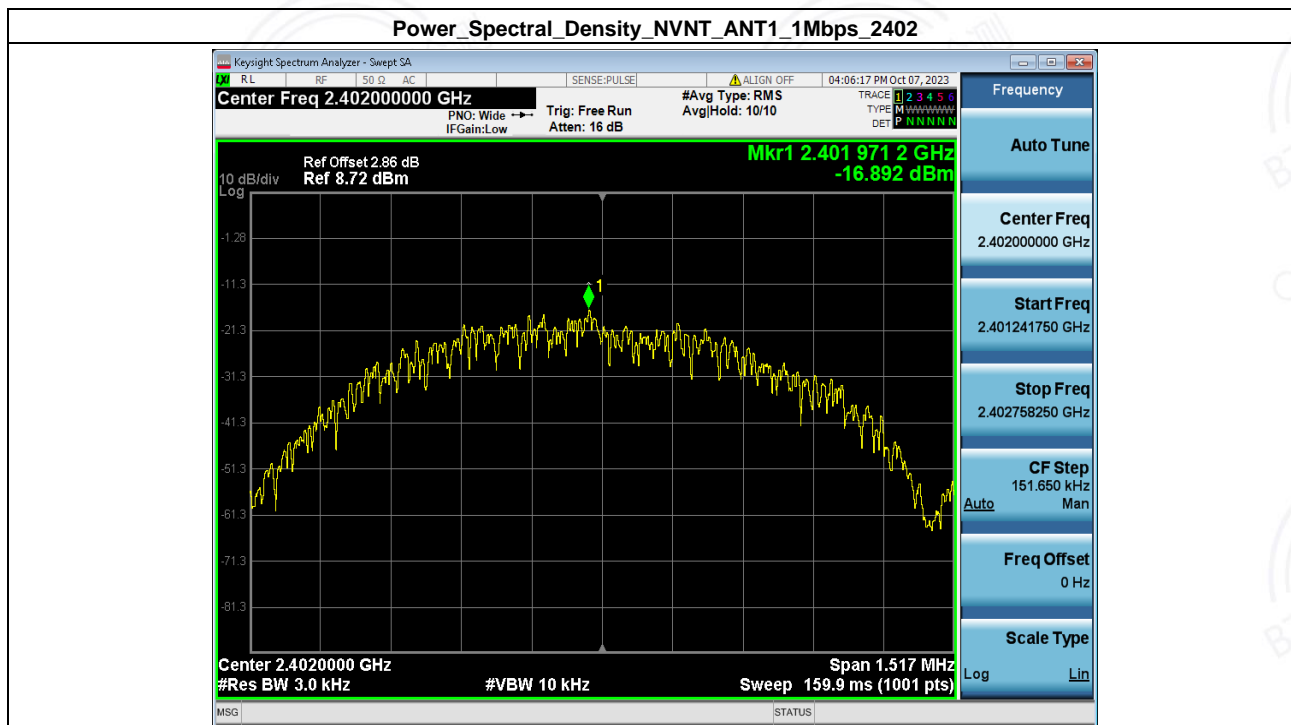 Power_Spectral_Density_NVNT_ANT1_1Mbps_2402
Keysight Spectrum Analyzer - Swept SA
LXI RL RF 50 Ω AC SENSE:PULSE ALIGN OFF 04:06:17 PM Oct 07, 2023
Center Freq 2.402000000 GHz
PNO: Wide
IFGain:Low
Trig: Free Run
Atten: 16 dB
#Avg Type: RMS
Avg|Hold: 10/10
TRACE 1 2 3 4 5 6
TYPE M WWWWW
DET P N N N N N
Frequency
Auto Tune
Center Freq
2.402000000 GHz
Start Freq
2.401241750 GHz
Stop Freq
2.402758250 GHz
CF Step
151.650 kHz
Auto Man
Freq Offset
0 Hz
Scale Type
Log Lin
Mkr1 2.401 971 2 GHz
-16.892 dBm
Ref Offset 2.86 dB
10 dB/div Ref 8.72 dBm
Log
-1.28
-11.3
1
-21.3
-31.3
-41.3
-51.3
-61.3
-71.3
-81.3
Center 2.4020000 GHz Span 1.517 MHz
#Res BW 3.0 kHz #VBW 10 kHz Sweep 159.9 ms (1001 pts)
MSG STATUS